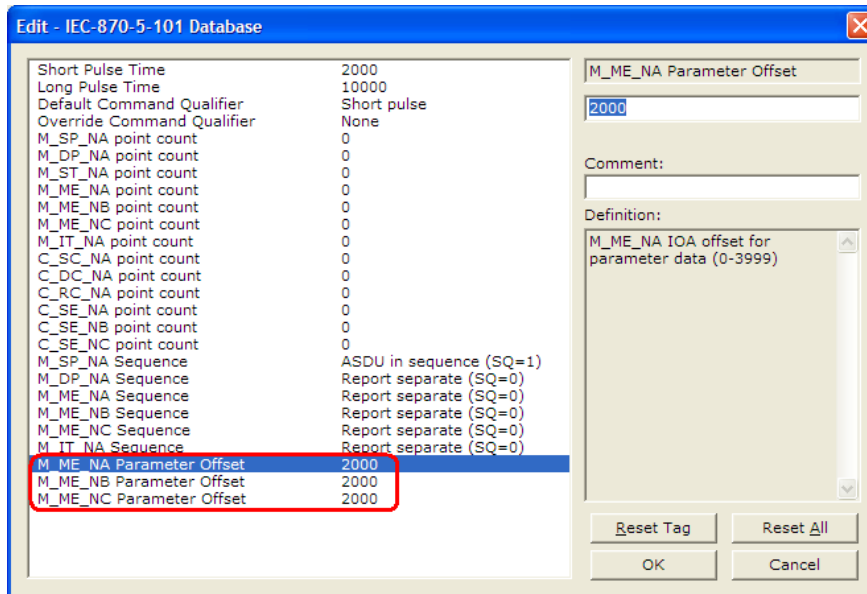 Edit - IEC-870-5-101 Database
Short Pulse Time 2000
Long Pulse Time 10000
Default Command Qualifier Short pulse
Override Command Qualifier None
M_SP_NA point count 0
M_DP_NA point count 0
M_ST_NA point count 0
M_ME_NA point count 0
M_ME_NB point count 0
M_ME_NC point count 0
M_IT_NA point count 0
C_SC_NA point count 0
C_DC_NA point count 0
C_RC_NA point count 0
C_SE_NA point count 0
C_SE_NB point count 0
C_SE_NC point count 0
M_SP_NA Sequence ASDU in sequence (SQ=1)
M_DP_NA Sequence Report separate (SQ=0)
M_ME_NA Sequence Report separate (SQ=0)
M_ME_NB Sequence Report separate (SQ=0)
M_ME_NC Sequence Report separate (SQ=0)
M_IT_NA Sequence Report separate (SQ=0)
M_ME_NA Parameter Offset 2000
M_ME_NB Parameter Offset 2000
M_ME_NC Parameter Offset 2000
M_ME_NA Parameter Offset
2000
Comment:
Definition:
M_ME_NA IOA offset for
parameter data (0-3999)
Reset Tag Reset All
OK Cancel